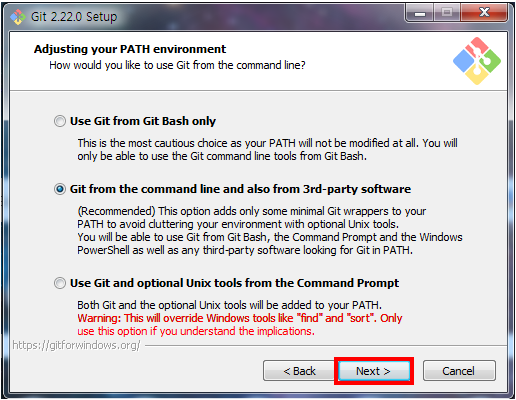 Git 2.22.0 Setup
Adjusting your PATH environment
How would you like to use Git from the command line?
Use Git from Git Bash only
This is the most cautious choice as your PATH will not be modified at all. You will
only be able to use the Git command line tools from Git Bash.
Git from the command line and also from 3rd-party software
(Recommended) This option adds only some minimal Git wrappers to your
PATH to avoid cluttering your environment with optional Unix tools.
You will be able to use Git from Git Bash, the Command Prompt and the Windows
PowerShell as well as any third-party software looking for Git in PATH.
Use Git and optional Unix tools from the Command Prompt
Both Git and the optional Unix tools will be added to your PATH.
Warning: This will override Windows tools like "find" and "sort". Only
use this option if you understand the implications.
https://gitforwindows.org/
< Back
Next >
Cancel